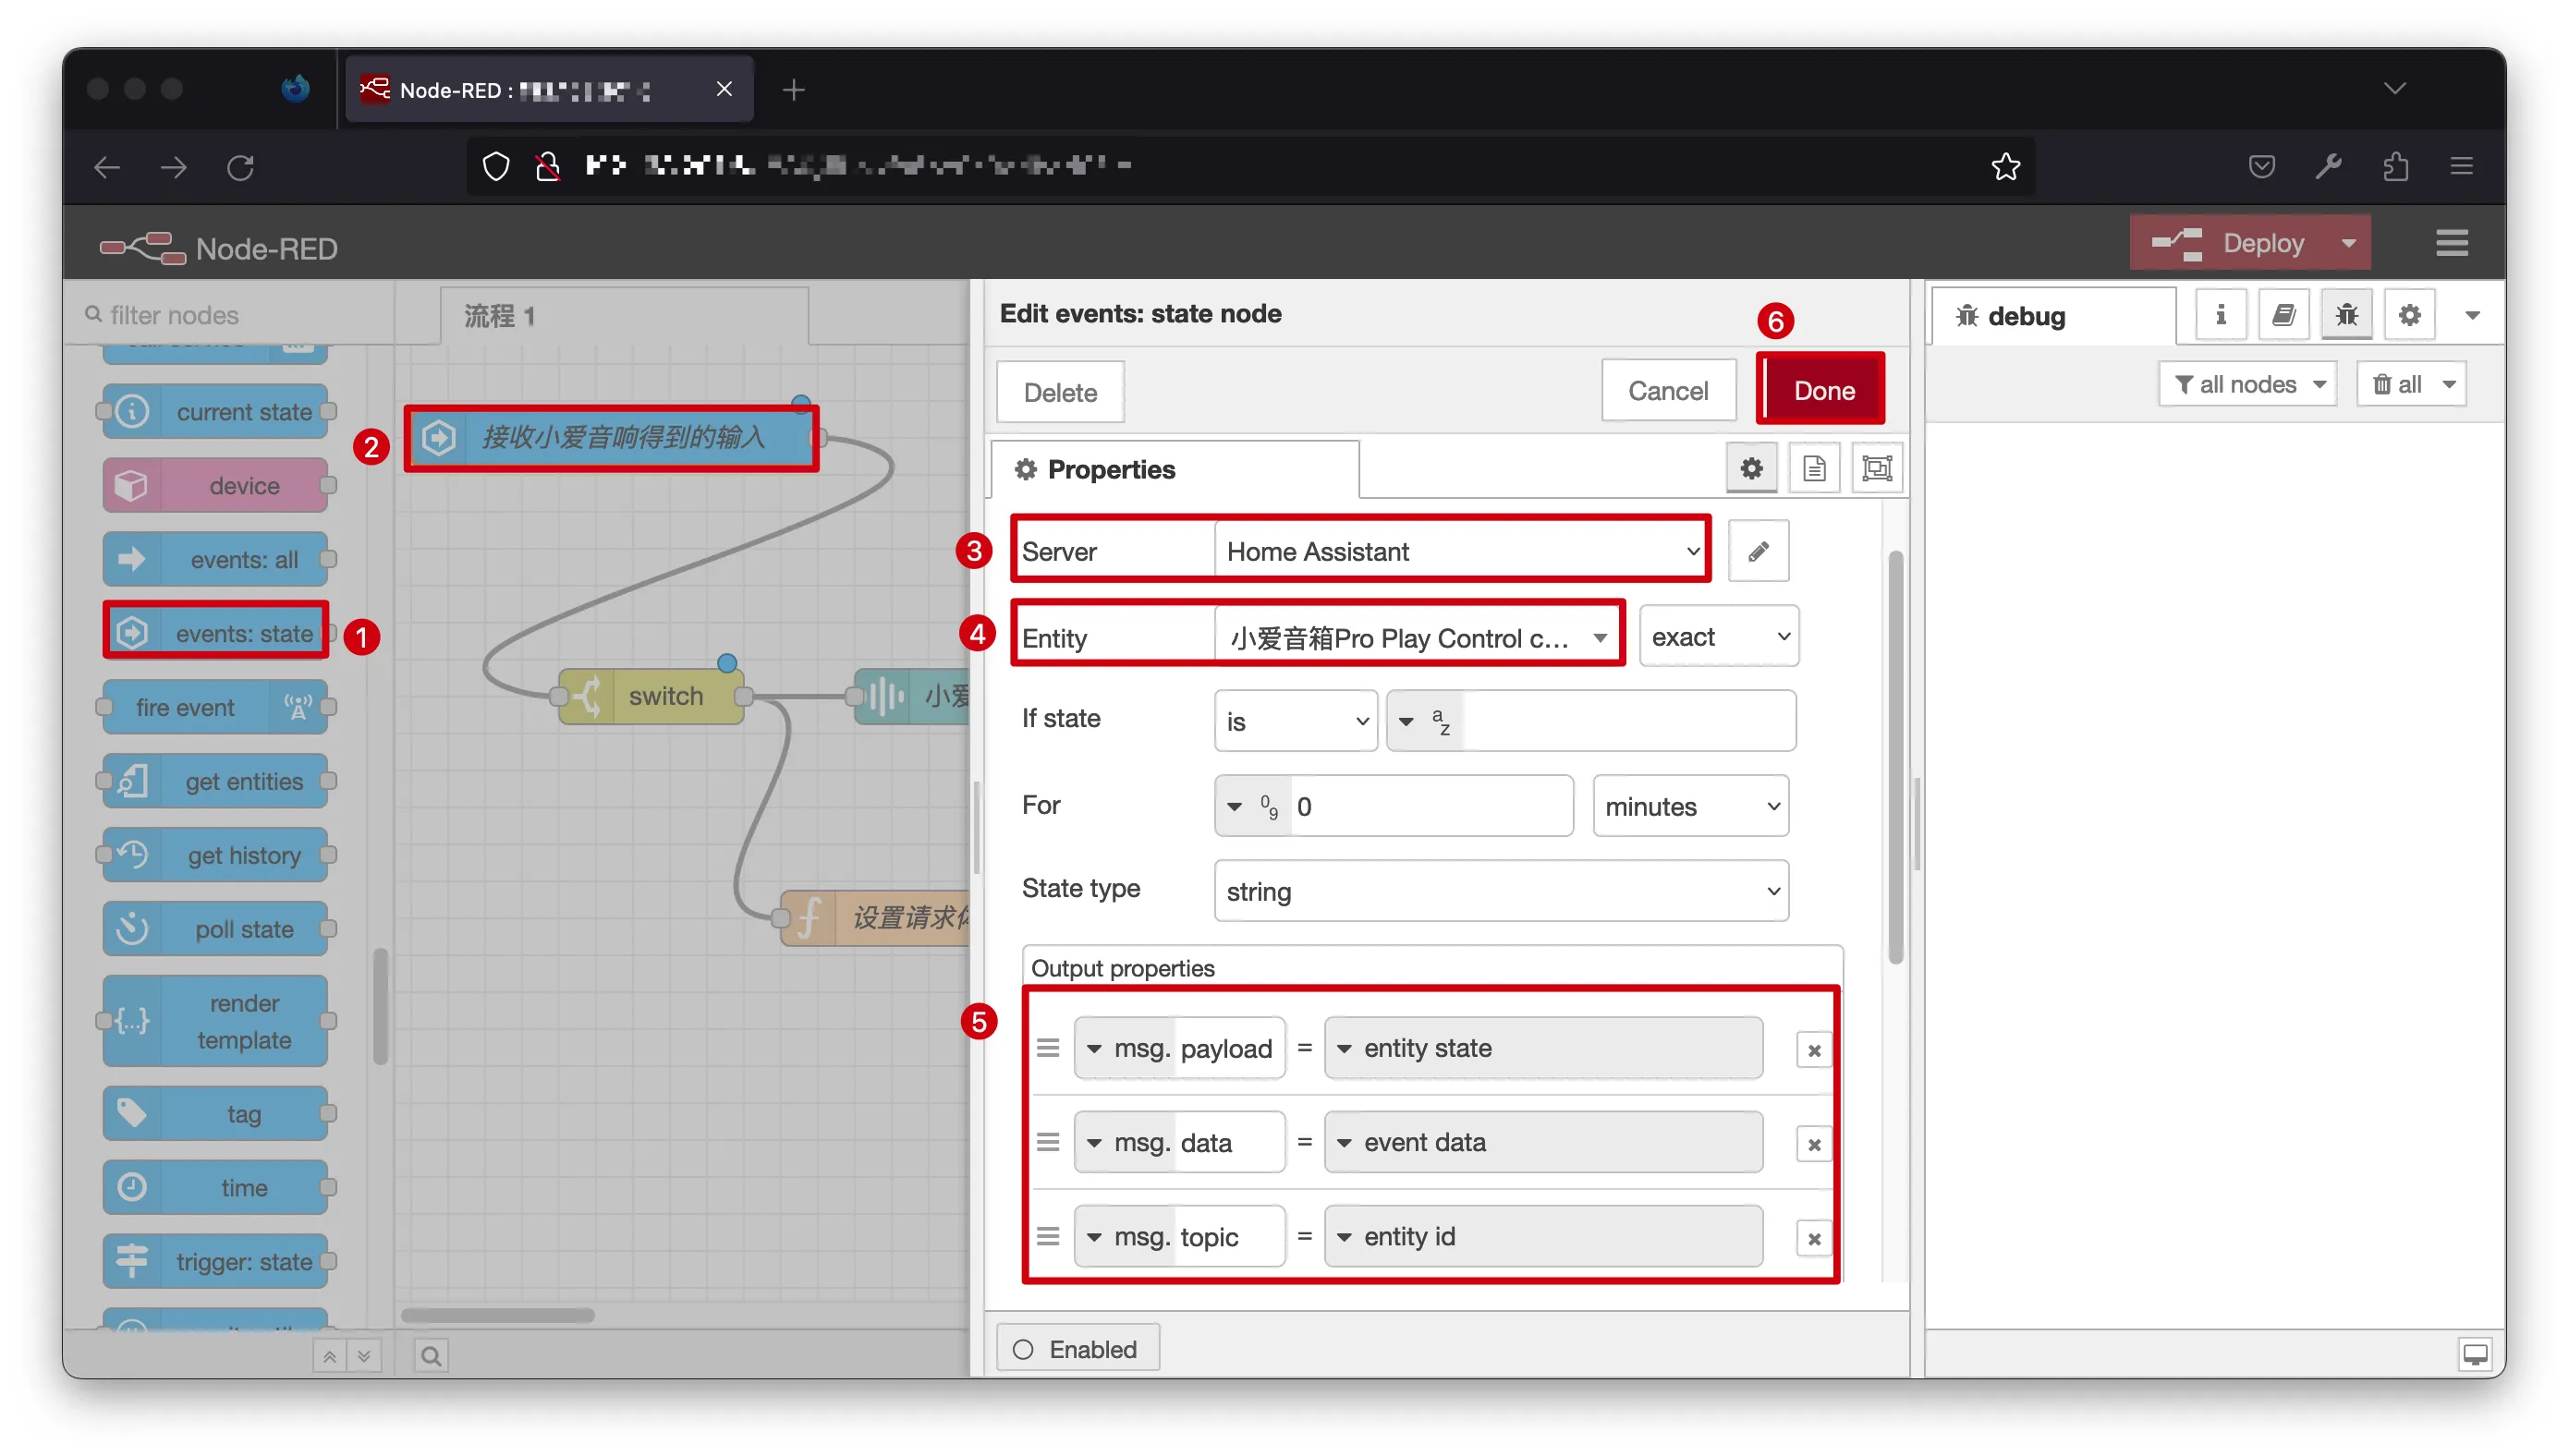 Node-RED :
Node-RED
Deploy
filter nodes
current state
device
events: all
events: state
1
fire event
get entities
get history
poll state
render
template
tag
time
trigger: state
流程 1
2
接收小爱音响得到的输入
switch
小爱
设置请求体
Edit events: state node
6
Delete
Cancel
Done
Properties
3
Server
Home Assistant
4
Entity
小爱音箱Pro Play Control c...
exact
If state
is
a
z
For
0
9
0
minutes
State type
string
Output properties
5
msg. payload = entity state
msg. data = event data
msg. topic = entity id
Enabled
debug
all nodes
all